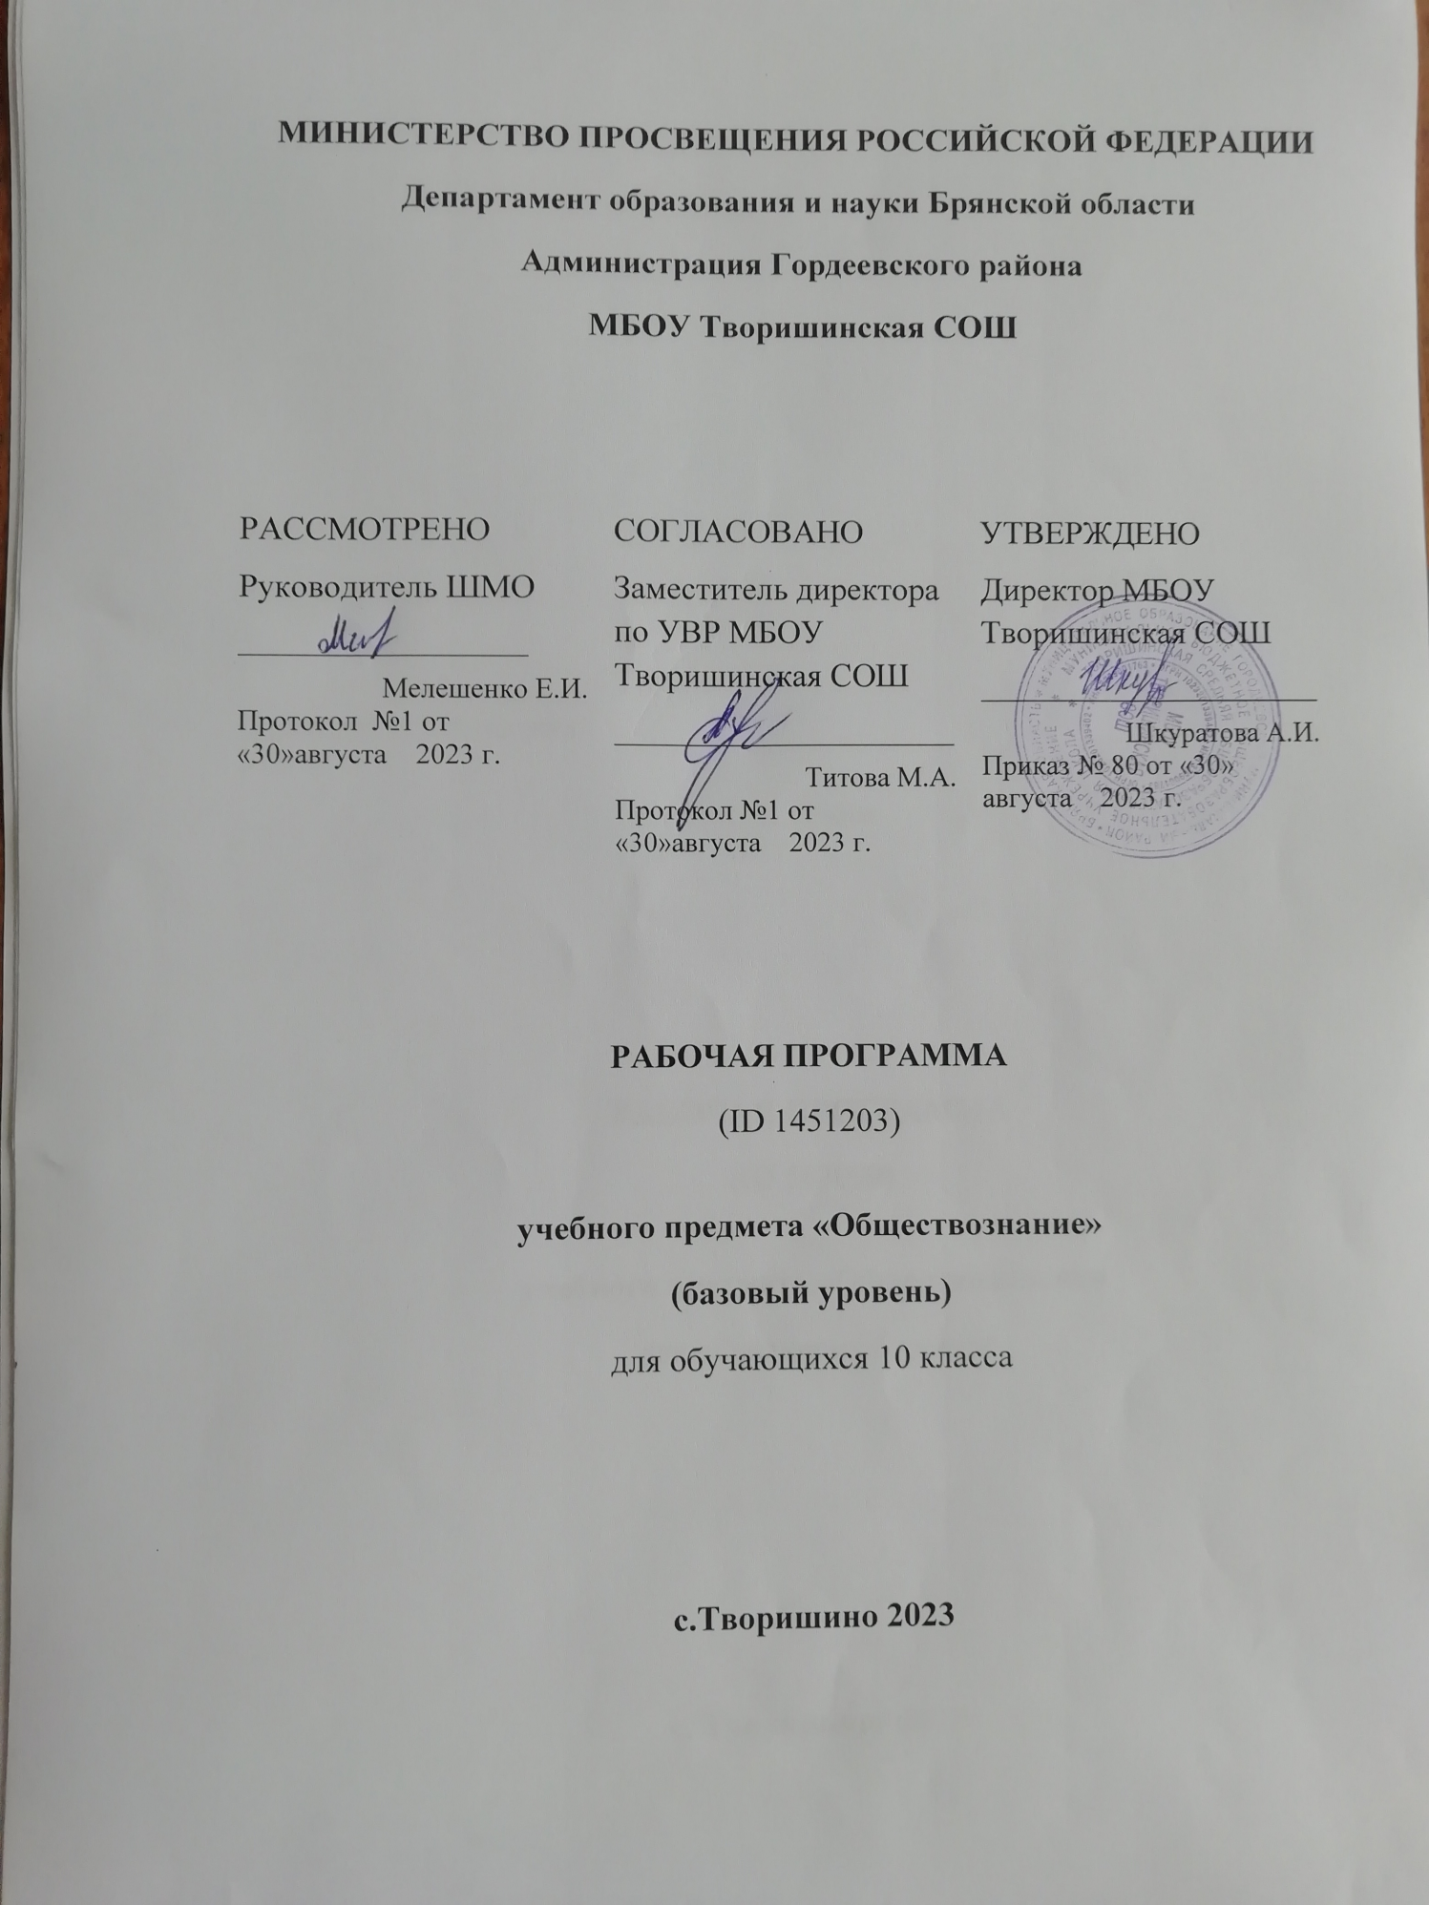 МИНИСТЕРСТВО ПРОСВЕЩЕНИЯ РОССИЙСКОЙ ФЕДЕРАЦИИ
Департамент образования и науки Брянской области
Администрация Гордеевского района
МБОУ Творишинская СОШ
РАССМОТРЕНО
Руководитель ШМО
Мелешенко Е.И.
Протокол №1 от
«30»августа 2023 г.
СОГЛАСОВАНО
Заместитель директора
по УВР МБОУ
Творишинская СОШ
Титова М.А.
Протокол №1 от
«30»августа 2023 г.
УТВЕРЖДЕНО
Директор МБОУ
Творишинская СОШ
Шкуратова А.И.
Приказ № 80 от «30»
августа 2023 г.
РАБОЧАЯ ПРОГРАММА
(ID 1451203)
учебного предмета «Обществознание»
(базовый уровень)
для обучающихся 10 класса
с.Творишино 2023